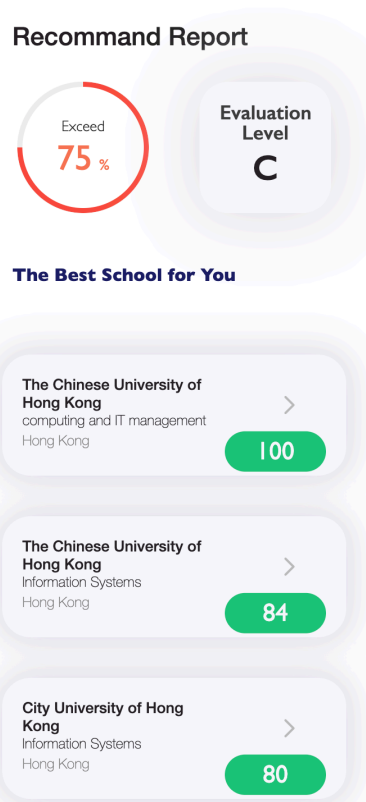 Recommand Report
Exceed
75 %
Evaluation
Level
C
The Best School for You
The Chinese University of
Hong Kong
computing and IT management
Hong Kong
100
The Chinese University of
Hong Kong
Information Systems
Hong Kong
84
City University of Hong
Kong
Information Systems
Hong Kong
80